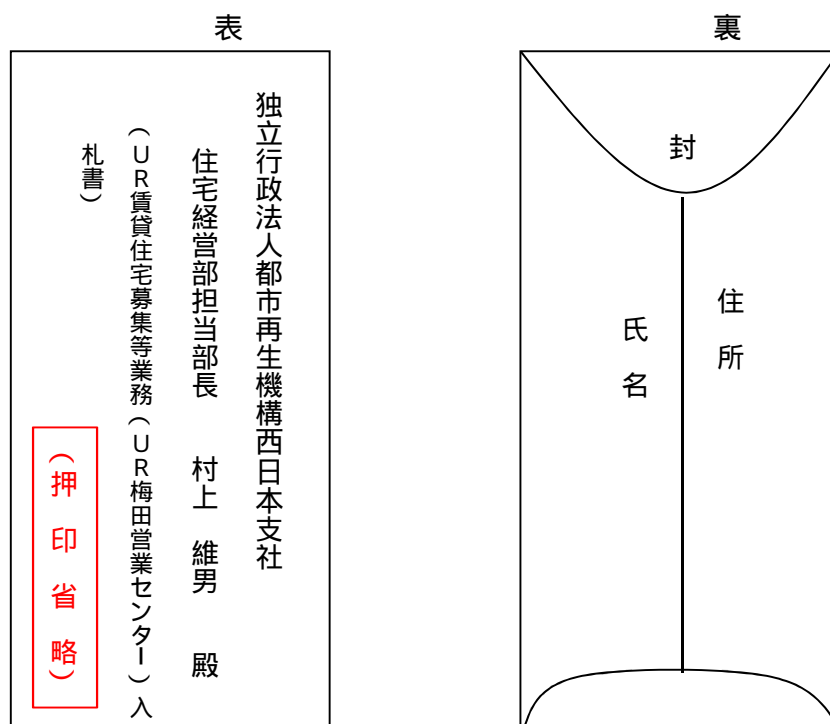 表
独立行政法人都市再生機構西日本支社
住宅経営部担当部長　村上　維男　殿
(UR賃貸住宅募集等業務(UR梅田営業センター)入
札書)
(押印省略)
裏
封
住所
氏名